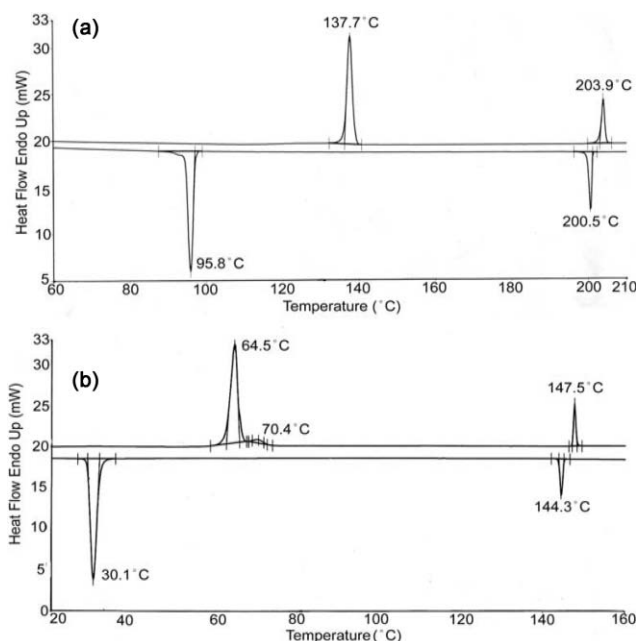 (a)
137.7°C
203.9°C
95.8°C
200.5°C
Heat Flow Endo Up (mW)
33
25
20
15
10
5
60
80
100
120
140
160
180
200
210
Temperature (°C)
(b)
64.5°C
70.4°C
147.5°C
144.3°C
30.1°C
Heat Flow Endo Up (mW)
33
25
20
15
10
5
0
20
40
60
80
100
120
140
160
Temperature (°C)